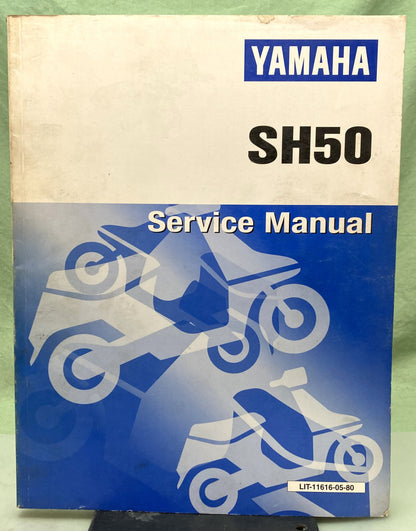 YAMAHA
SH50
Service Manual
LIT-11616-05-80